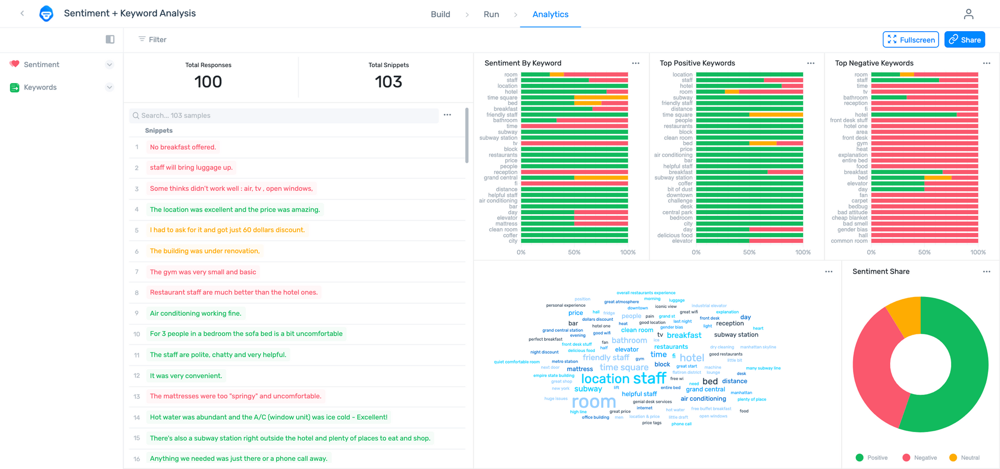 Sentiment + Keyword Analysis
Build
Run
Analytics
Filter
Fullscreen
Share
Sentiment
Keywords
Total Responses
100
Total Snippets
103
Search... 103 samples
Snippets
1 No breakfast offered.
2 staff will bring luggage up.
3 Some thinks didn't work well : air, tv , open windows,
4 The location was excellent and the price was amazing.
5 I had to ask for it and got just 60 dollars discount.
6 The building was under renovation,
7 The gym was very small and basic
8 Restaurant staff are much better than the hotel ones.
9 Air conditioning working fine.
10 For 3 people in a bedroom the sofa bed is a bit uncomfortable
11 The staff are polite, chatty and very helpful.
12 It was very convenient.
13 The mattresses were too "springy" and uncomfortable.
14 Hot water was abundant and the A/C (window unit) was ice cold - Excellent!
15 There's also a subway station right outside the hotel and plenty of places to eat and shop.
16 Anything we needed was just there or a phone call away.
Sentiment By Keyword
room
staff
location
hotel
time square
bed
breakfast
friendly staff
bathroom
time
subway
subway station
tv
block
restaurants
price
people
reception
grand central
fi
distance
helpful staff
air conditioning
bar
day
elevator
mattress
clean room
coffer
city
0% 50% 100%
Top Positive Keywords
location
staff
hotel
room
subway
friendly staff
distance
time square
people
restaurants
block
clean room
bed
price
air conditioning
bar
helpful staff
breakfast
subway station
coffer
bit of dust
downtown
challenge
desk
central park
bedroom
city
day
delicious food
elevator
0% 50% 100%
Top Negative Keywords
room
staff
time
tv
bathroom
reception
fi
hotel
front desk stuff
hotel one
area
front desk
gym
heat
explanation
entire bed
food
breakfast
bed
elevator
day
fan
carpet
bedbug
bad attitude
cheap blanket
bad smell
gender bias
hall
common room
0% 50% 100%
overall restaurants experience
position
great atmosphere
morning
luggage
personal experience
downtown
iconic view
industrial elevator
price
hall
fridge
people
pain
grand st
great wifi
explanation
day
dollars discount
good location
last night
front desk
bar
hotel one
heat
gender bias
light
reception
grand central station
evening
good wifi
clean room
tv
breakfast
subway station
heart
perfect breakfast
front desk stuff
fan
half
bathroom
ice
restaurants
dry cleaning
manhattan skyline
night discount
delicious food
elevator
time
fi
hotel
good restaurants
little bit
quiet comfortable room
metro station
friendly staff
gym
block
great start
machine
next door
mattress
time square
flatiron district
lounge
many subway line
desk
empire state building
great shop
location
staff
free wi
need
bed
distance
new york
subway
lift
entire bed
grand central
manhattan
helpful staff
air conditioning
plenty of place
huge issues
room
genial desk services
internet
hot water
free buffet breakfast
food
high line
great price
office building
men
location & price
little draft
open windows
price tags
phone call
Sentiment Share
Positive
Negative
Neutral